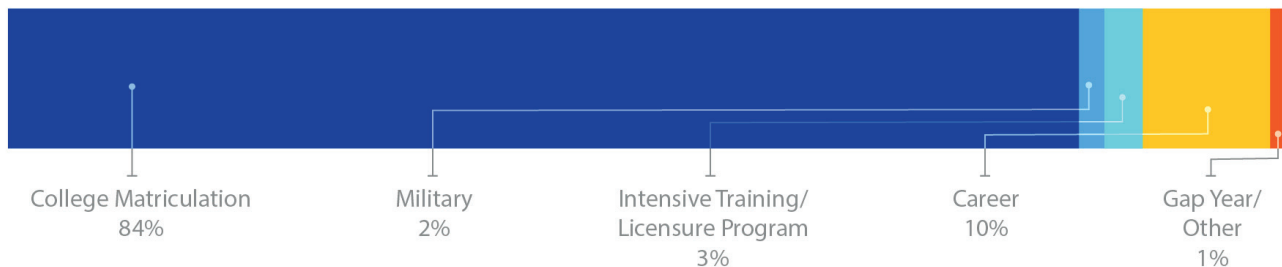 College Matriculation
84%
Military
2%
Intensive Training/
Licensure Program
3%
Career
10%
Gap Year/
Other
1%